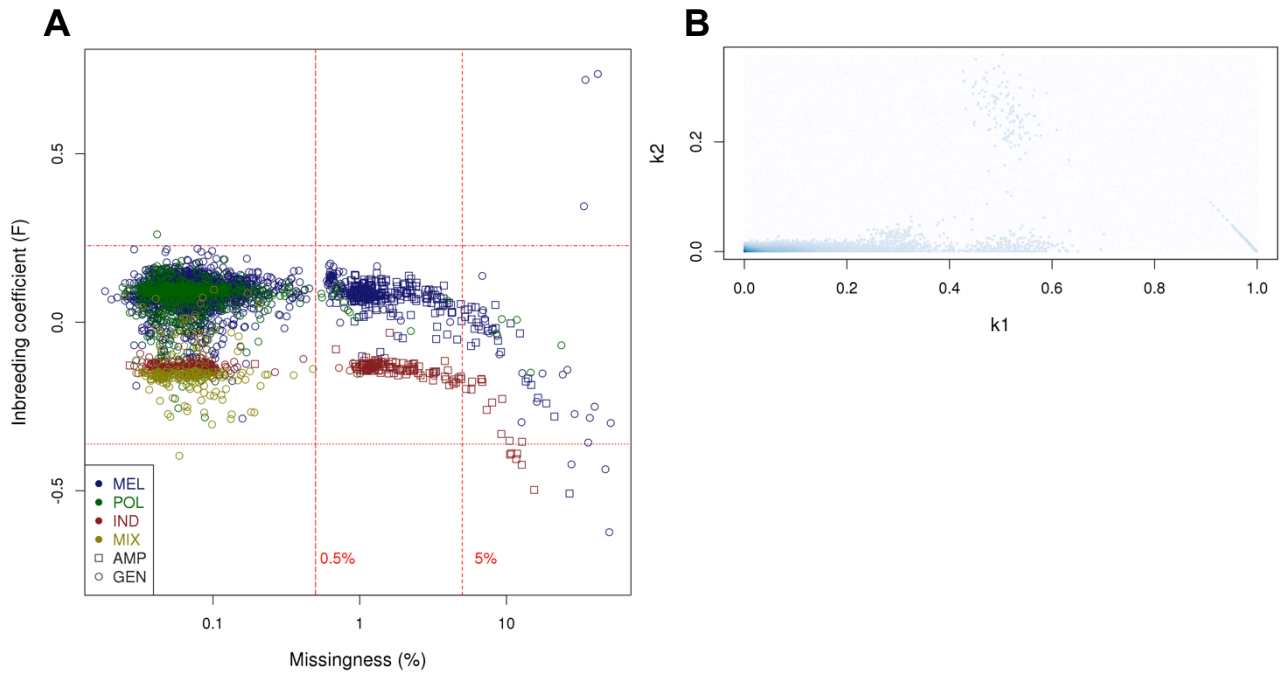 A
B
0.5
0.0
-0.5
Inbreeding coefficient (F)
MEL
POL
IND
MIX
AMP
GEN
0.5%
5%
0.1
1
10
Missingness (%)
0.2
0.0
k2
0.0
0.2
0.4
0.6
0.8
1.0
k1